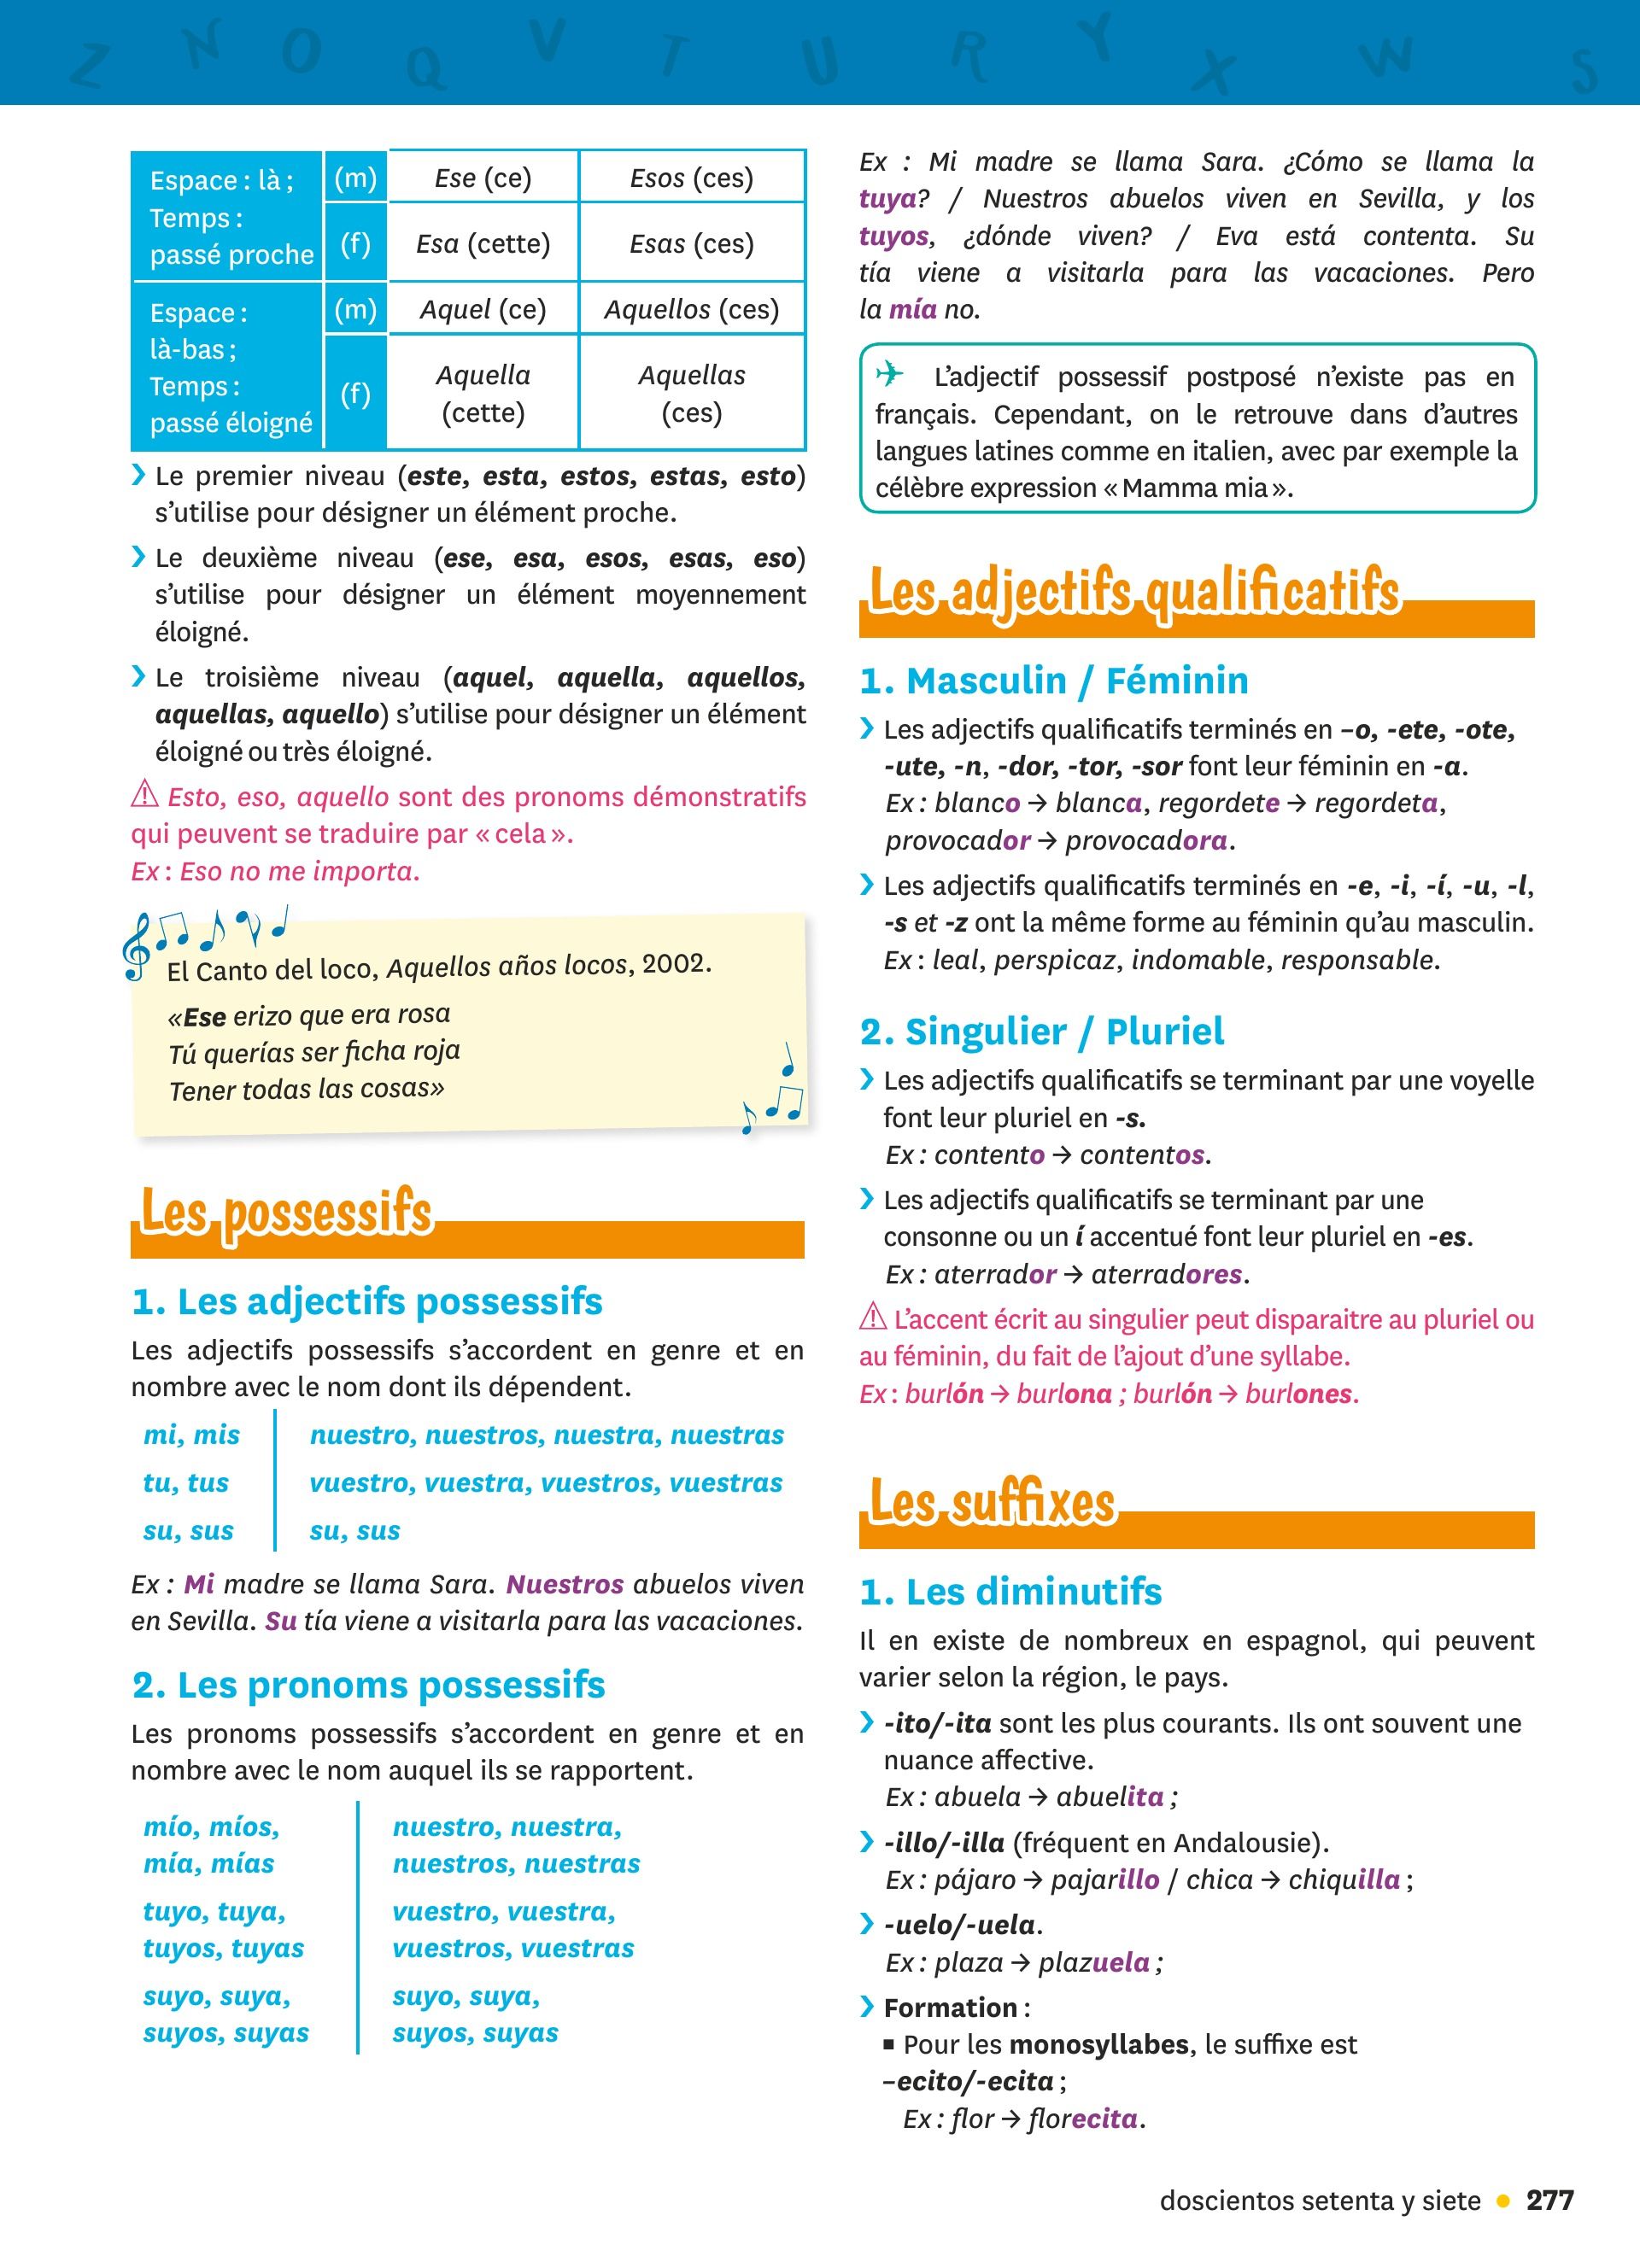 Z N O Q V T U R Y X W S
Espace : là ;
Temps :
passé proche
(m)
Ese (ce)
Esos (ces)
(f)
Esa (cette)
Esas (ces)
Espace :
là-bas ;
Temps :
passé éloigné
(m)
Aquel (ce)
Aquellos (ces)
(f)
Aquella
(cette)
Aquellas
(ces)
❯ Le premier niveau (este, esta, estos, estas, esto)
s’utilise pour désigner un élément proche.
❯ Le deuxième niveau (ese, esa, esos, esas, eso)
s’utilise pour désigner un élément moyennement
éloigné.
❯ Le troisième niveau (aquel, aquella, aquellos,
aquellas, aquello) s’utilise pour désigner un élément
éloigné ou très éloigné.
⚠ Esto, eso, aquello sont des pronoms démonstratifs
qui peuvent se traduire par « cela ».
Ex : Eso no me importa.
El Canto del loco, Aquellos años locos, 2002.
«Ese erizo que era rosa
Tú querías ser ficha roja
Tener todas las cosas»
Les possessifs
1. Les adjectifs possessifs
Les adjectifs possessifs s’accordent en genre et en
nombre avec le nom dont ils dépendent.
mi, mis nuestro, nuestros, nuestra, nuestras
tu, tus vuestro, vuestra, vuestros, vuestras
su, sus su, sus
Ex : Mi madre se llama Sara. Nuestros abuelos viven
en Sevilla. Su tía viene a visitarla para las vacaciones.
2. Les pronoms possessifs
Les pronoms possessifs s’accordent en genre et en
nombre avec le nom auquel ils se rapportent.
mío, míos, nuestro, nuestra,
mía, mías nuestros, nuestras
tuyo, tuya, vuestro, vuestra,
tuyos, tuyas vuestros, vuestras
suyo, suya, suyo, suya,
suyos, suyas suyos, suyas
Ex : Mi madre se llama Sara. ¿Cómo se llama la
tuya? / Nuestros abuelos viven en Sevilla, y los
tuyos, ¿dónde viven? / Eva está contenta. Su
tía viene a visitarla para las vacaciones. Pero
la mía no.
✈ L’adjectif possessif postposé n’existe pas en
français. Cependant, on le retrouve dans d’autres
langues latines comme en italien, avec par exemple la
célèbre expression « Mamma mia ».
Les adjectifs qualificatifs
1. Masculin / Féminin
❯ Les adjectifs qualificatifs terminés en –o, -ete, -ote,
-ute, -n, -dor, -tor, -sor font leur féminin en -a.
Ex : blanco → blanca, regordete → regordeta,
provocador → provocadora.
❯ Les adjectifs qualificatifs terminés en -e, -i, -í, -u, -l,
-s et -z ont la même forme au féminin qu’au masculin.
Ex : leal, perspicaz, indomable, responsable.
2. Singulier / Pluriel
❯ Les adjectifs qualificatifs se terminant par une voyelle
font leur pluriel en -s.
Ex : contento → contentos.
❯ Les adjectifs qualificatifs se terminant par une
consonne ou un í accentué font leur pluriel en -es.
Ex : aterrador → aterradores.
⚠ L’accent écrit au singulier peut disparaitre au pluriel ou
au féminin, du fait de l’ajout d’une syllabe.
Ex : burlón → burlona ; burlón → burlones.
Les suffixes
1. Les diminutifs
Il en existe de nombreux en espagnol, qui peuvent
varier selon la région, le pays.
❯ -ito/-ita sont les plus courants. Ils ont souvent une
nuance affective.
Ex : abuela → abuelita ;
❯ -illo/-illa (fréquent en Andalousie).
Ex : pájaro → pajarillo / chica → chiquilla ;
❯ -uelo/-uela.
Ex : plaza → plazuela ;
❯ Formation :
▪ Pour les monosyllabes, le suffixe est
–ecito/-ecita ;
Ex : flor → florecita.
doscientos setenta y siete • 277